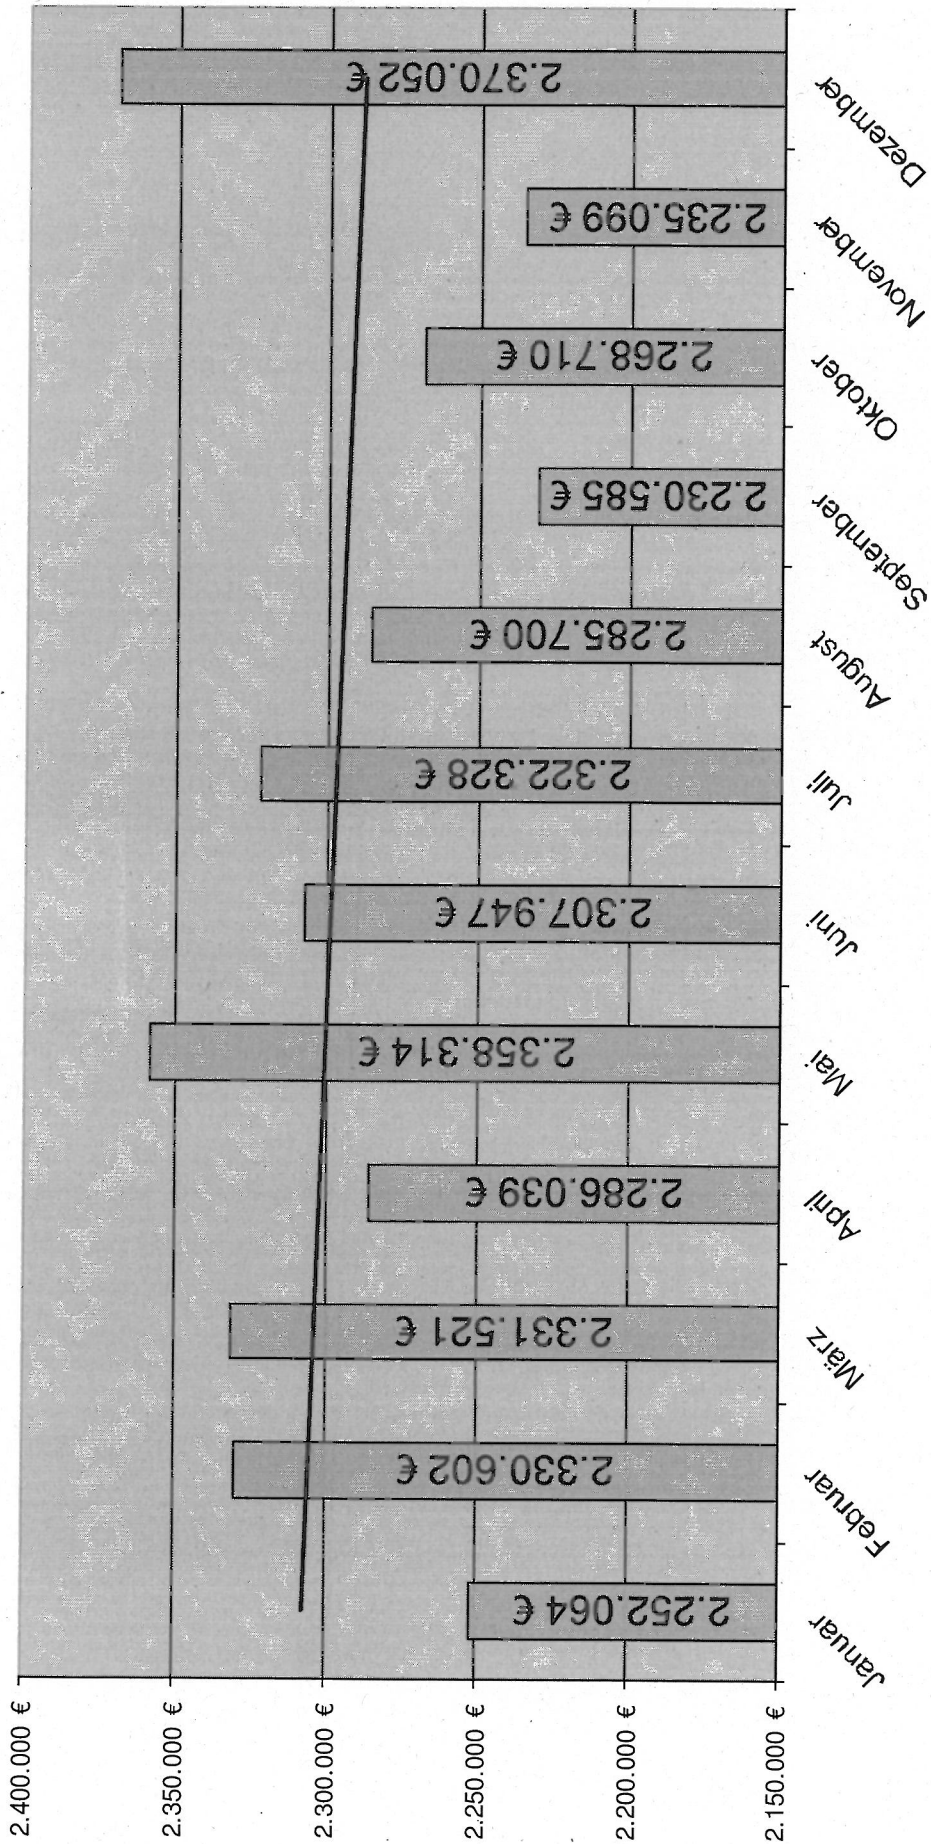 2.400.000 €
2.350.000 €
2.300.000 €
2.250.000 €
2.200.000 €
2.150.000 €
2.252.064 €
2.330.602 €
2.331.521 €
2.286.039 €
2.358.314 €
2.307.947 €
2.322.328 €
2.285.700 €
2.230.585 €
2.268.710 €
2.235.099 €
2.370.052 €
Januar
Februar
März
April
Mai
Juni
Juli
August
September
Oktober
November
Dezember